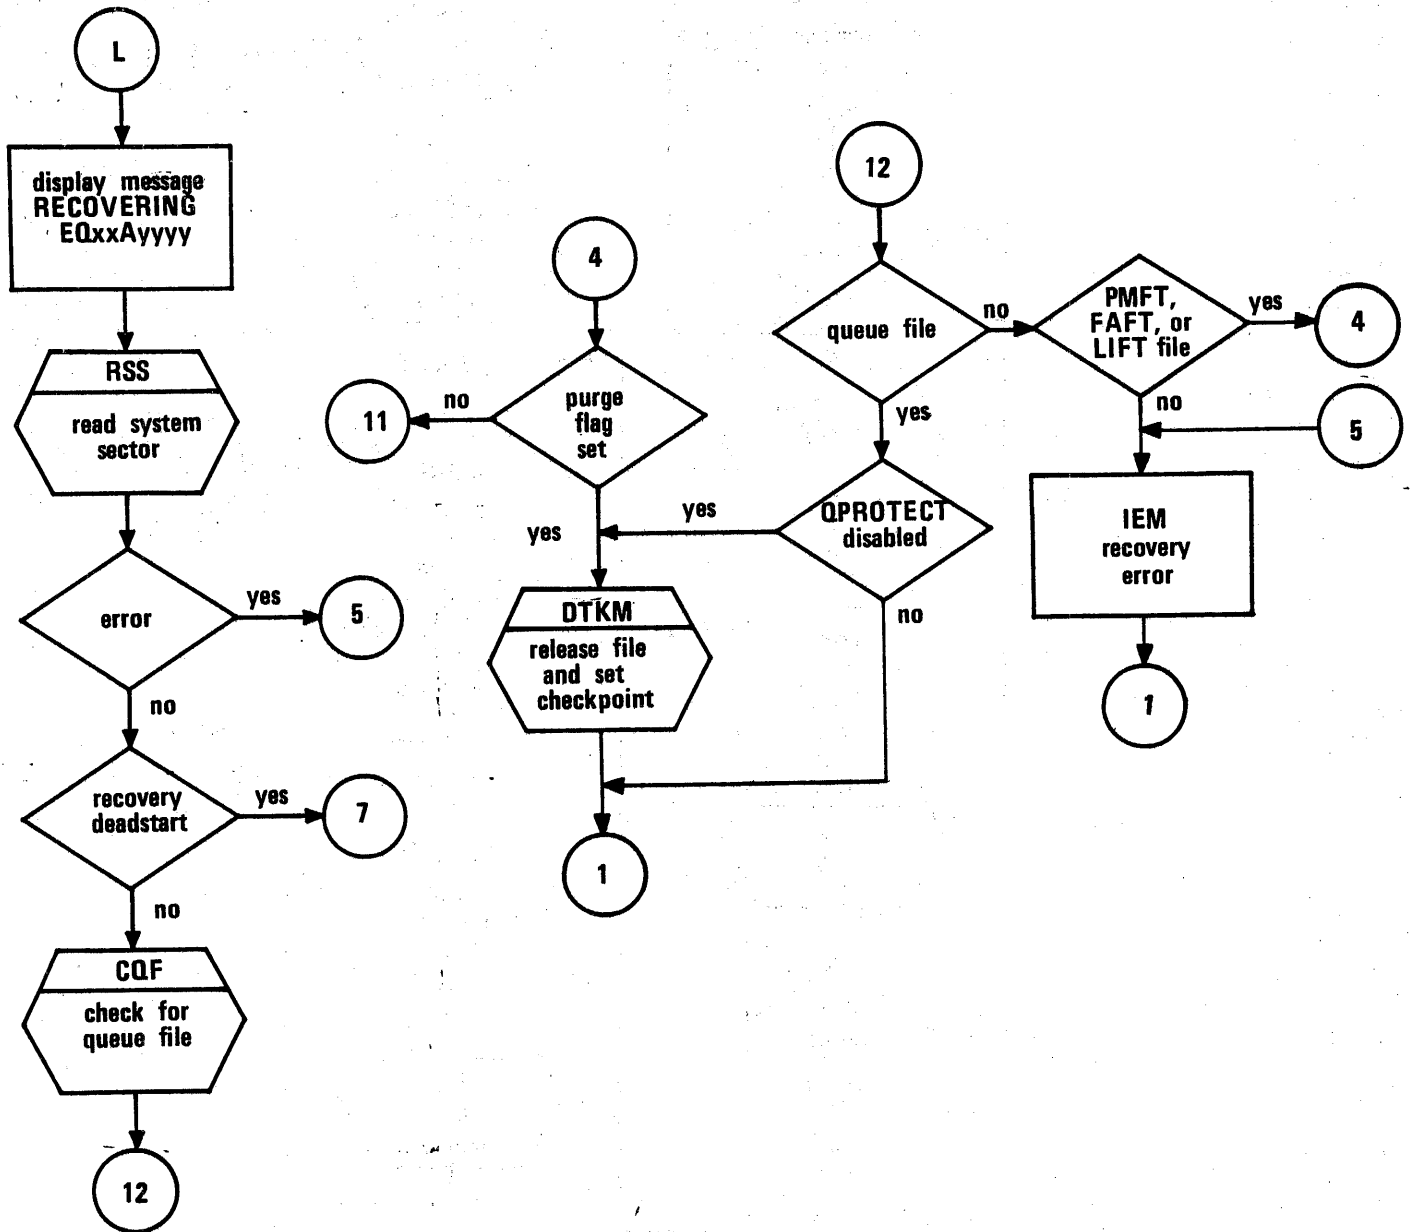 L
display message
RECOVERING
EQxxAyyyy
RSS
read system
sector
error
yes
5
no
recovery
deadstart
yes
7
no
CQF
check for
queue file
12
4
purge
flag
set
no
11
yes
DTKM
release file
and set
checkpoint
1
12
queue file
no
yes
QPROTECT
disabled
yes
no
PMFT,
FAFT, or
LIFT file
yes
4
no
5
IEM
recovery
error
1